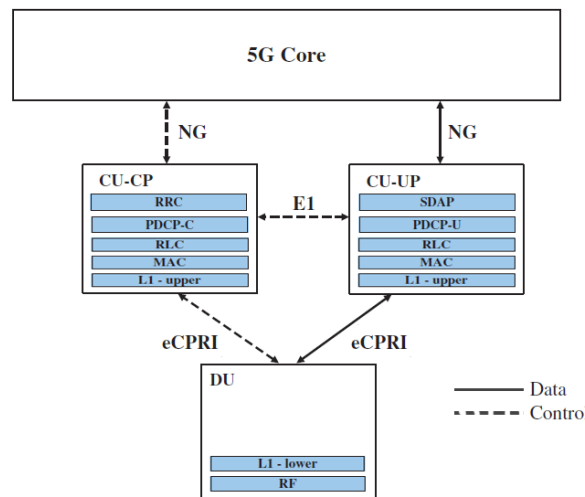 5G Core
NG
NG
CU-CP
CU-UP
RRC
E1
SDAP
PDCP-C
PDCP-U
RLC
RLC
MAC
MAC
L1 - upper
L1 - upper
eCPRI
eCPRI
DU
Data
Control
L1 - lower
RF